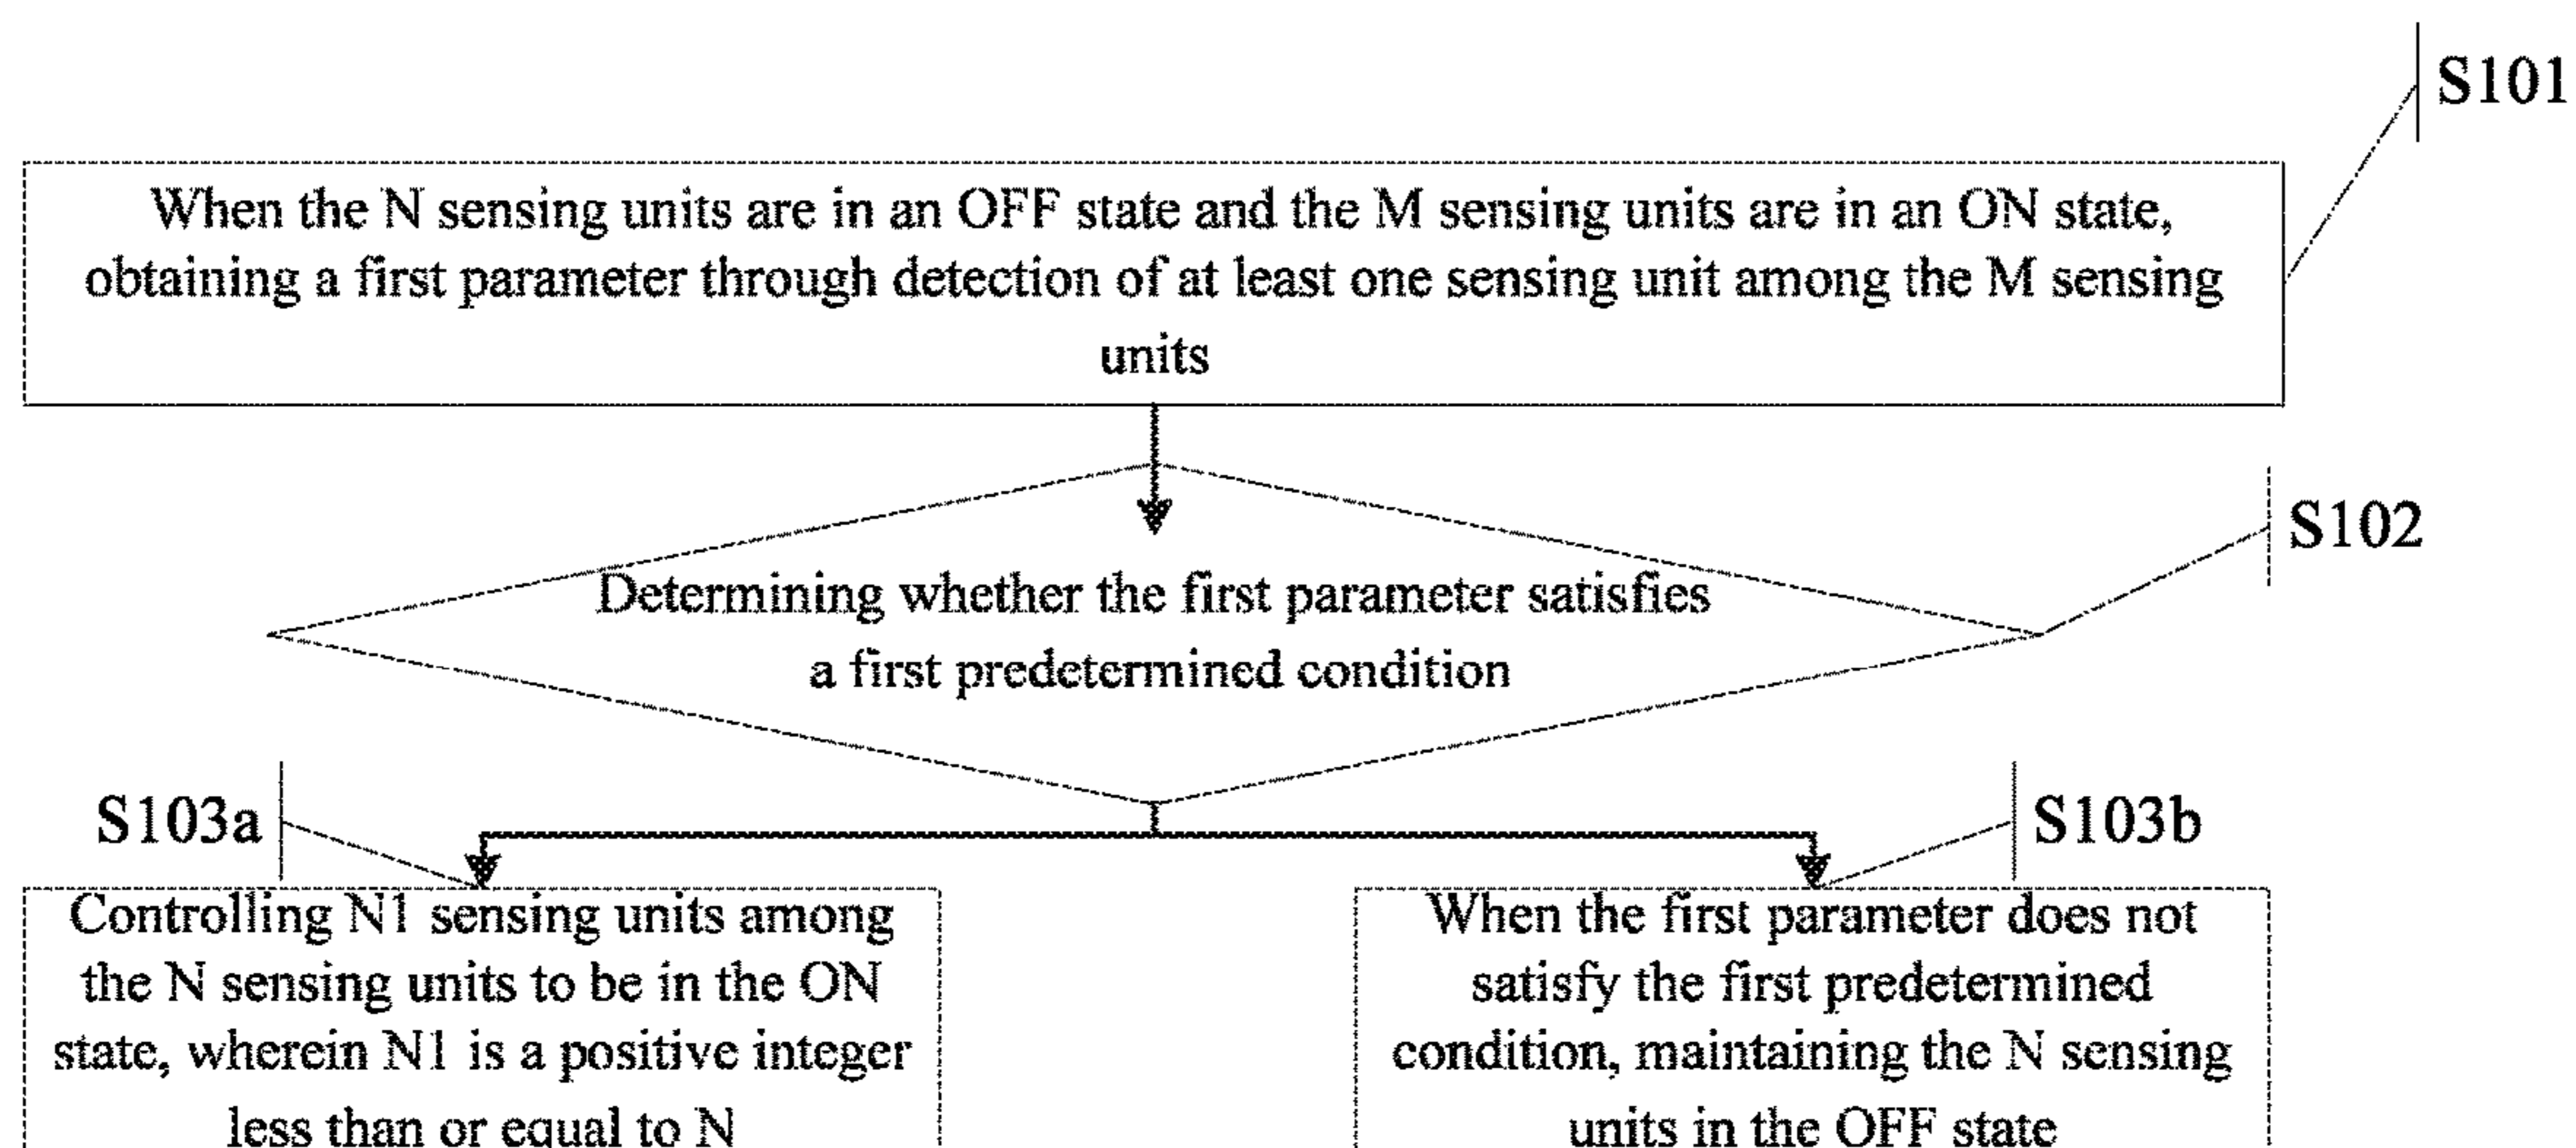 S101
When the N sensing units are in an OFF state and the M sensing units are in an ON state,
obtaining a first parameter through detection of at least one sensing unit among the M sensing
units
S102
Determining whether the first parameter satisfies
a first predetermined condition
S103a
S103b
Controlling N1 sensing units among
the N sensing units to be in the ON
state, wherein N1 is a positive integer
less than or equal to N
When the first parameter does not
satisfy the first predetermined
condition, maintaining the N sensing
units in the OFF state